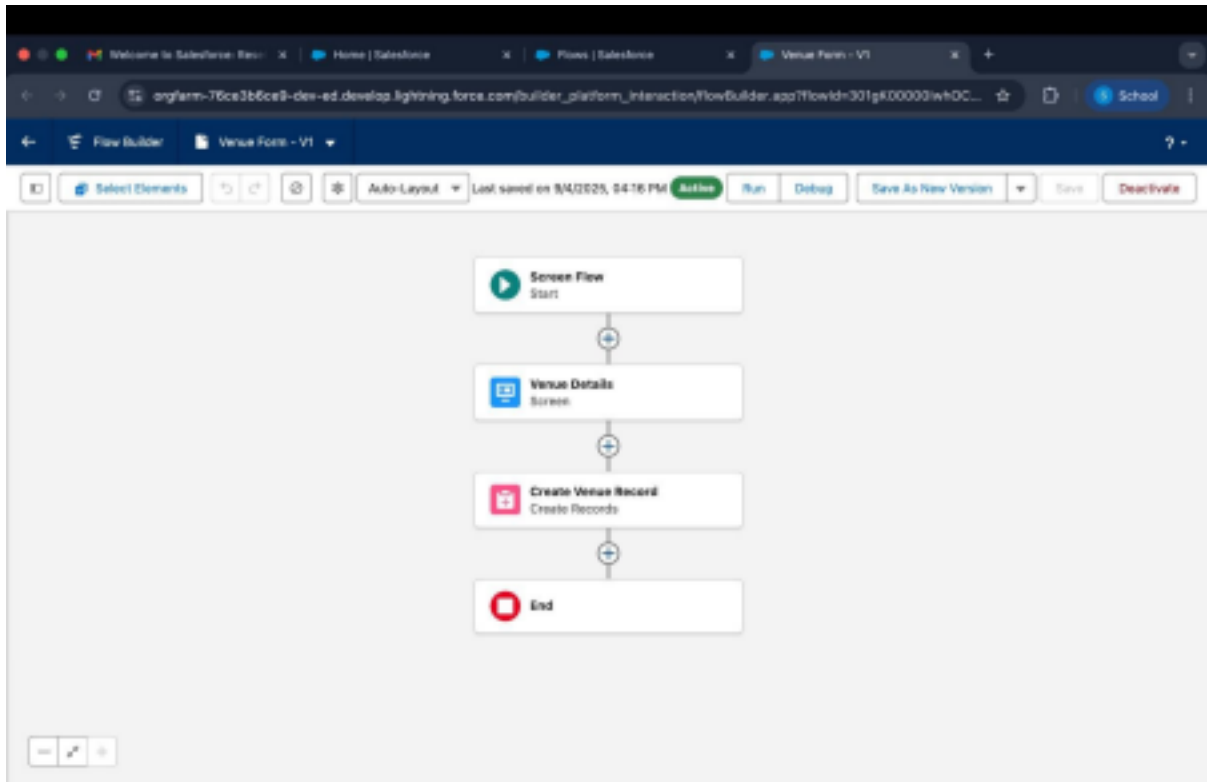 Welcome to Salesforce: Home | Salesforce Flows | Salesforce Venue Form - V1
School
Flow Builder Venue Form - V1 ?
Select Elements Auto-Layout Last saved on 9/4/2025, 04:16 PM Active Run Debug Save As New Version Save Deactivate
Screen Flow
Start
Venue Details
Screen
Create Venue Record
Create Records
End